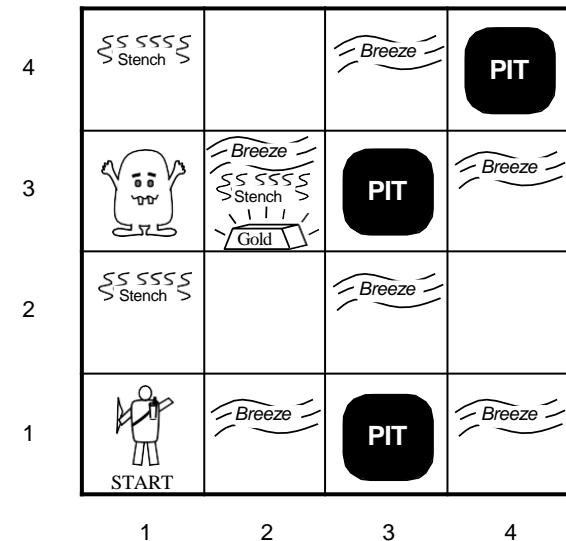 4
Stench
Breeze
PIT
3
Breeze
Stench
Gold
PIT
Breeze
2
Stench
Breeze
1
START
Breeze
PIT
Breeze
1 2 3 4